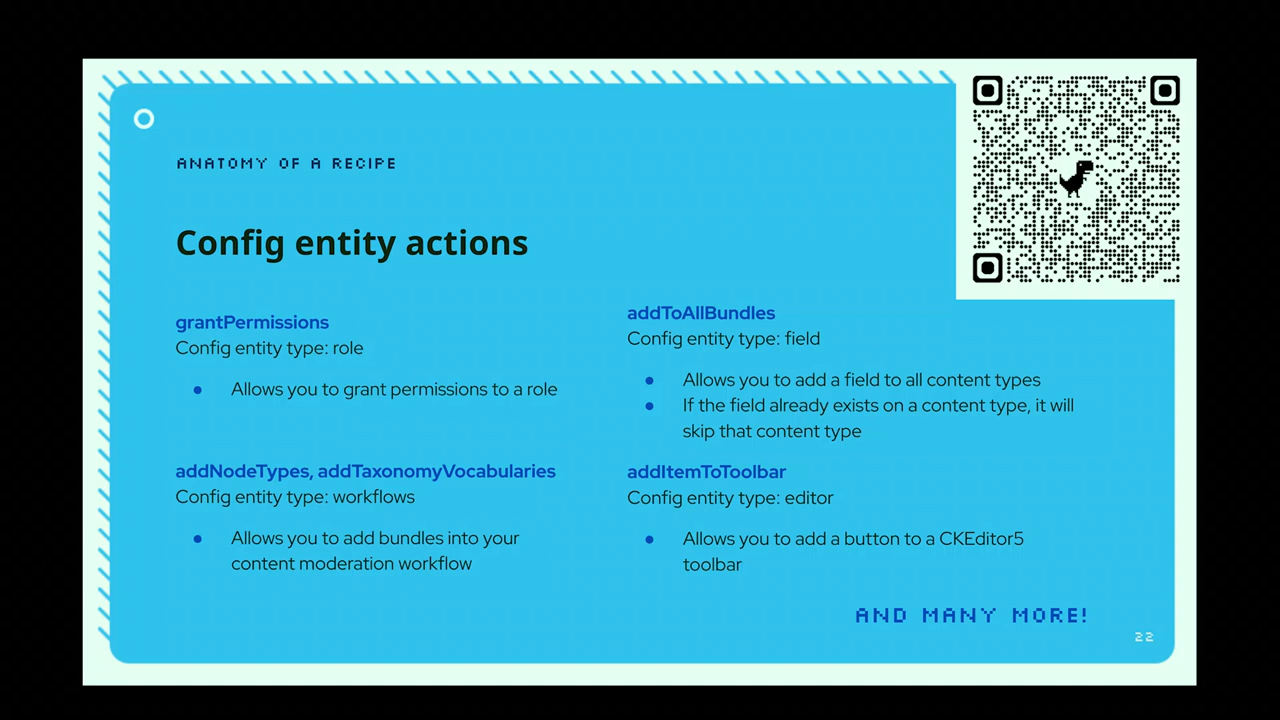 ANATOMY OF A RECIPE
Config entity actions
grantPermissions
Config entity type: role
● Allows you to grant permissions to a role
addNodeTypes, addTaxonomyVocabularies
Config entity type: workflows
● Allows you to add bundles into your
content moderation workflow
addToAllBundles
Config entity type: field
● Allows you to add a field to all content types
● If the field already exists on a content type, it will
skip that content type
addItemToToolbar
Config entity type: editor
● Allows you to add a button to a CKEditor5
toolbar
AND MANY MORE!
22